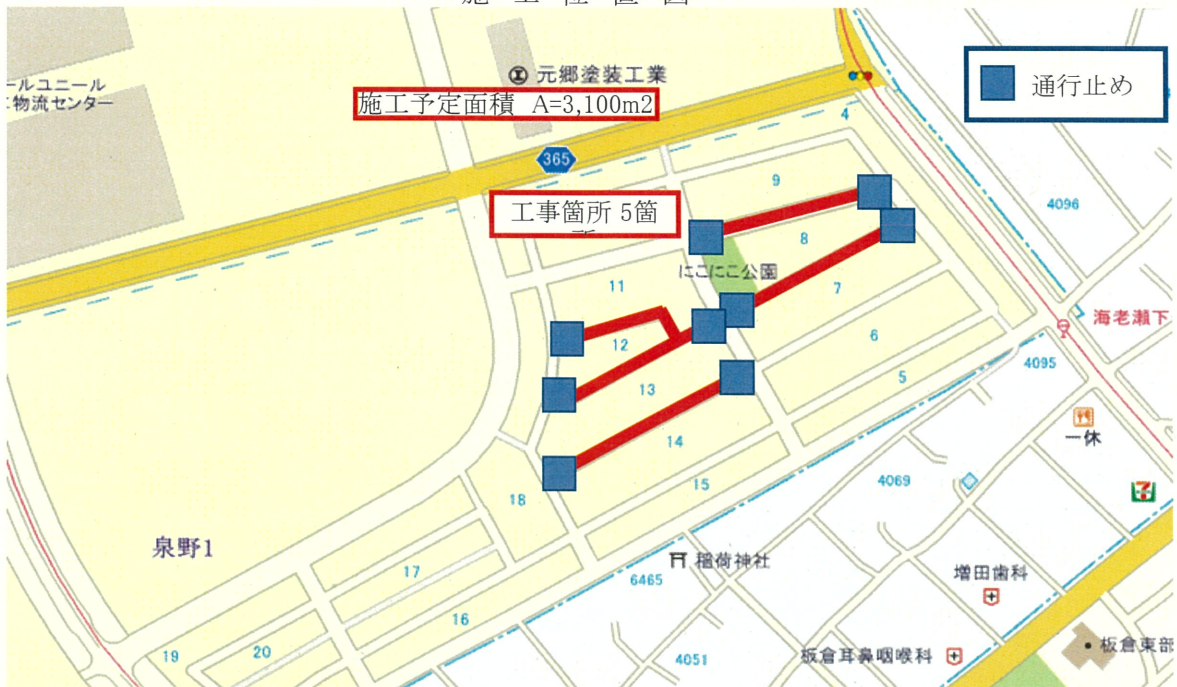 施工位置図
元郷塗装工業
ールユニール
物流センター
通行止め
施工予定面積 A=3,100m2
4
365
9
4096
工事箇所 5箇
8
にこにこ公園
11
7
海老瀬下
12
6
4095
13
5
一休
14
4069
15
18
7
泉野1
稲荷神社
17
6465
増田歯科
16
19
20
4051
板倉耳鼻咽喉科
板倉東部